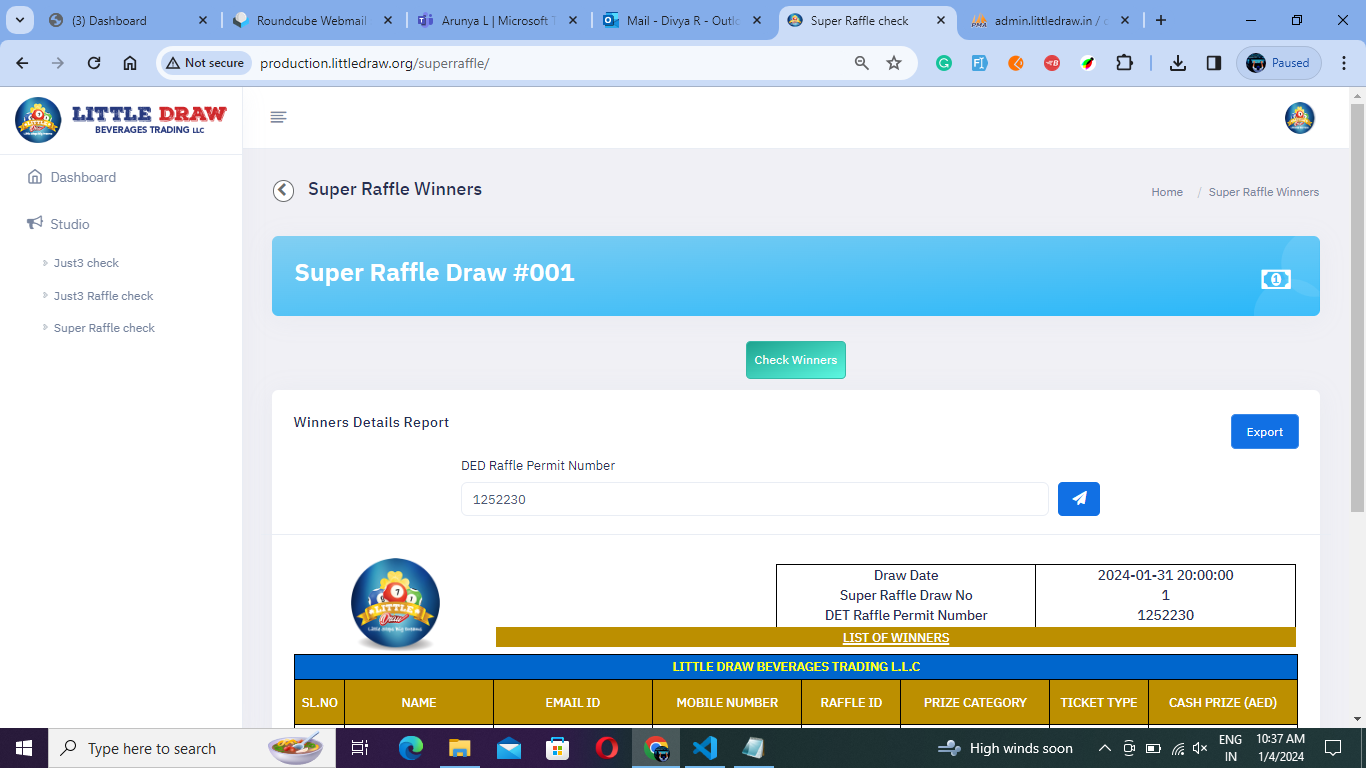 (3) Dashboard
Roundcube Webmail
Arunya L | Microsoft T
Mail - Divya R - Outlo
Super Raffle check
admin.littledraw.in /
Not secure
production.littledraw.org/superraffle/
Paused
LITTLE DRAW
BEVERAGES TRADING LLC
Dashboard
Studio
Just3 check
Just3 Raffle check
Super Raffle check
Super Raffle Winners
Home / Super Raffle Winners
Super Raffle Draw #001
Check Winners
Winners Details Report
Export
DED Raffle Permit Number
1252230
Draw Date 2024-01-31 20:00:00
Super Raffle Draw No 1
DET Raffle Permit Number 1252230
LITTLE
Draw
LIST OF WINNERS
LITTLE DRAW BEVERAGES TRADING L.L.C
SL.NO NAME EMAIL ID MOBILE NUMBER RAFFLE ID PRIZE CATEGORY TICKET TYPE CASH PRIZE (AED)
Type here to search
High winds soon
ENG
IN
10:37 AM
1/4/2024